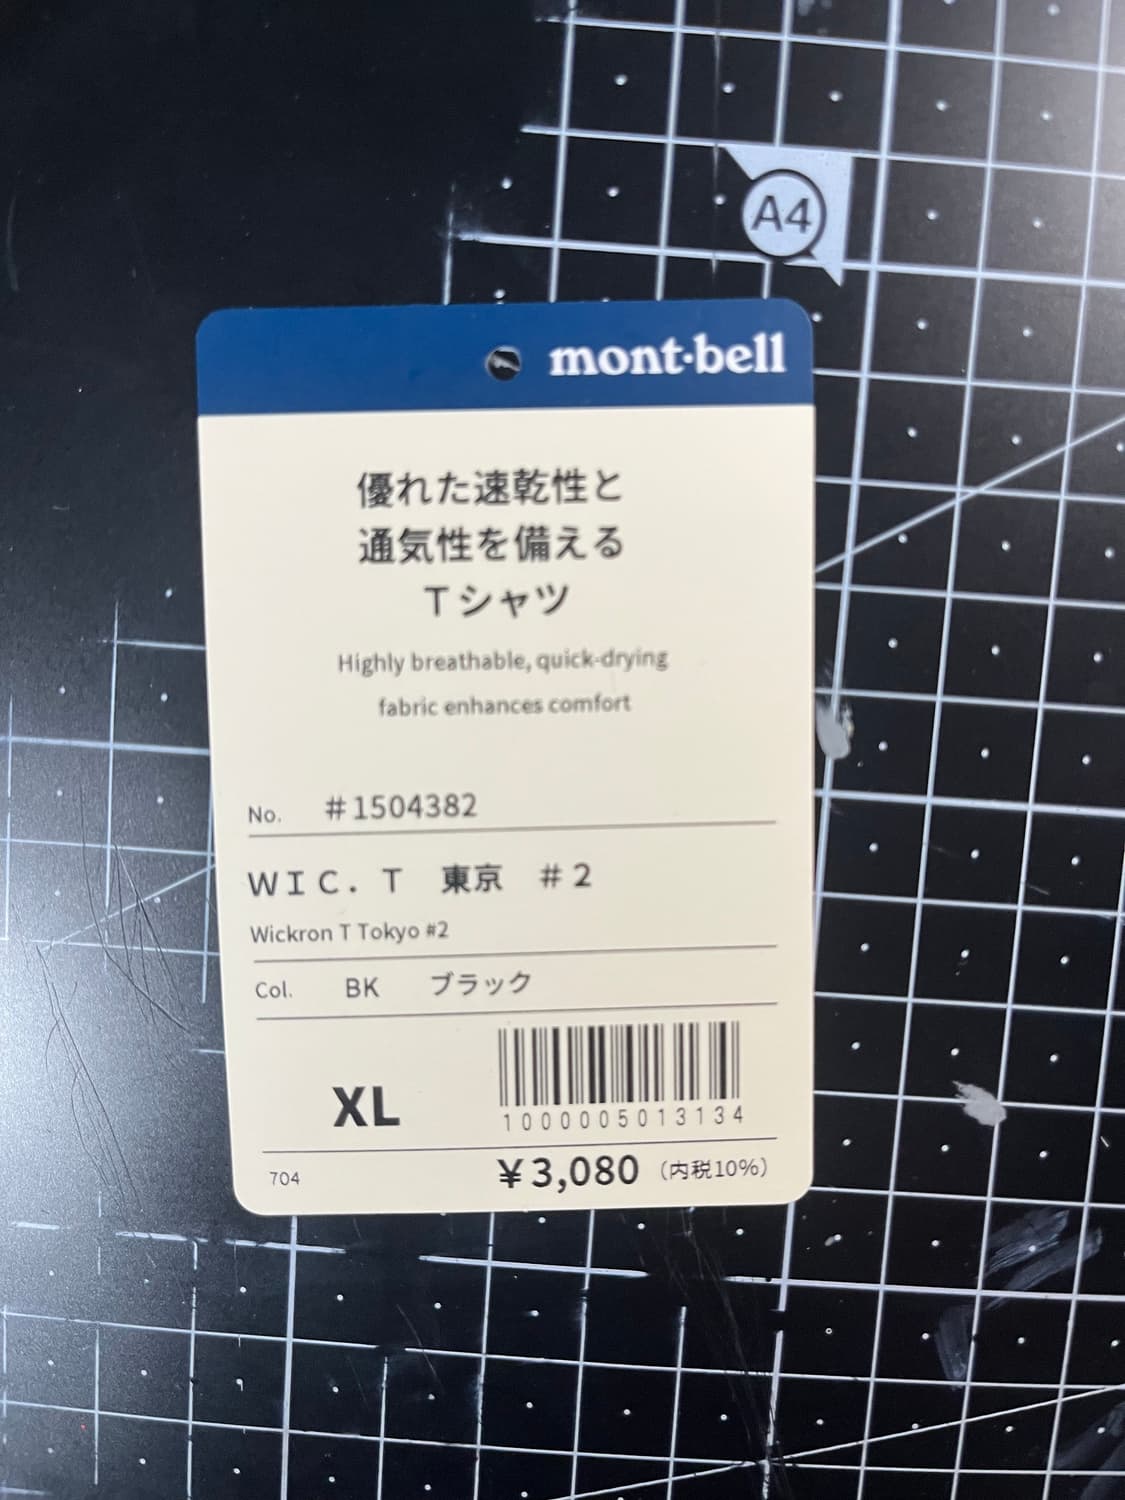 A4
mont·bell
優れた速乾性と
通気性を備える
Tシャツ
Highly breathable, quick-drying
fabric enhances comfort
No. #1504382
WIC. T 東京 #2
Wickron T Tokyo #2
Col. BK ブラック
XL
1000005013134
704 ¥3,080 (内税10%)